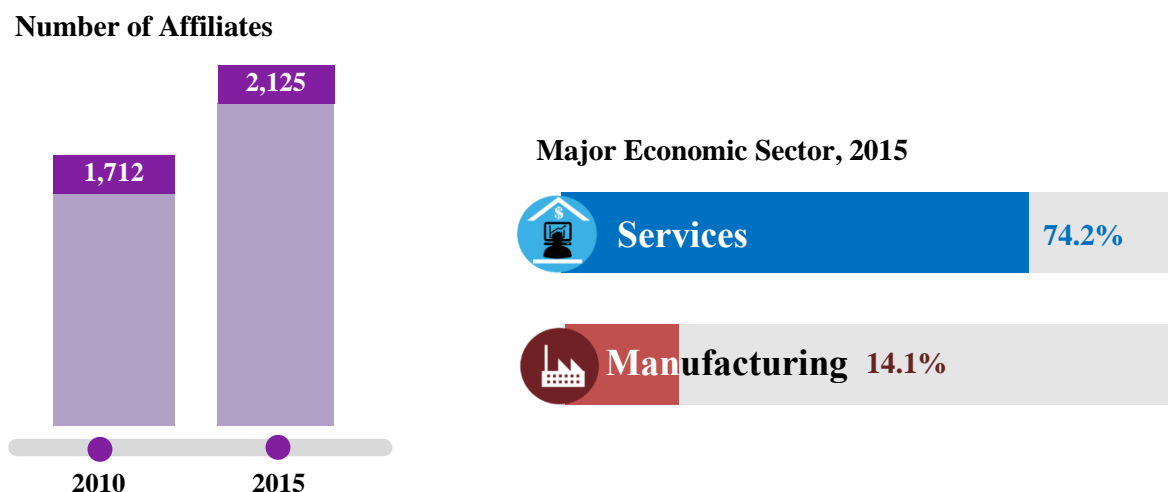 Number of Affiliates
2,125
1,712
2010
2015
Major Economic Sector, 2015
$
Services
74.2%
Manufacturing 14.1%